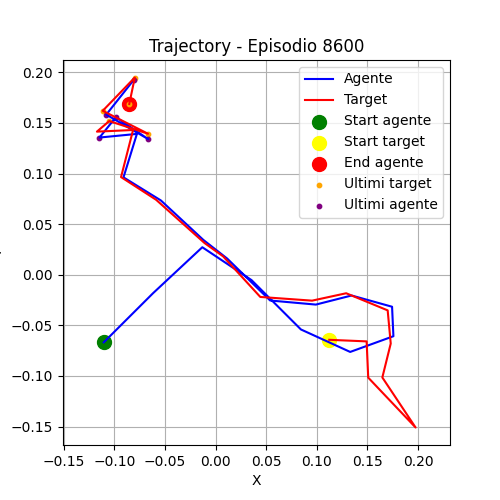 Trajectory - Episodio 8600
Agente
Target
Start agente
Start target
End agente
Ultimi target
Ultimi agente
0.20
0.15
0.10
0.05
0.00
−0.05
−0.10
−0.15
−0.15 −0.10 −0.05 0.00 0.05 0.10 0.15 0.20
X